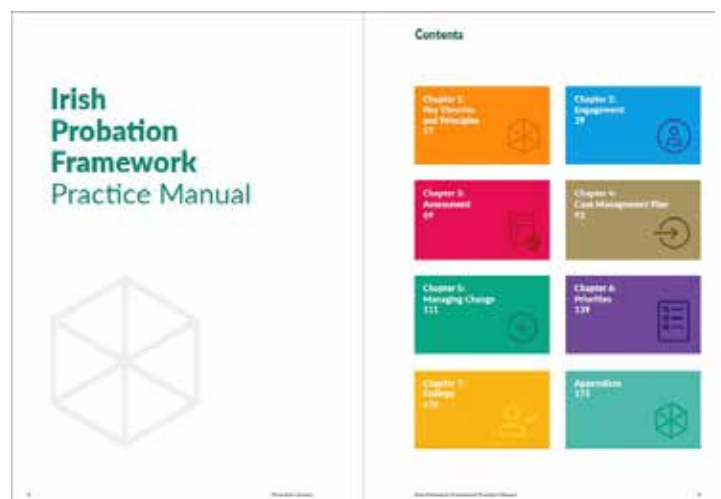 Irish
Probation
Framework
Practice Manual
Contents
Chapter 1:
Key Theories
and Principles
17
Chapter 2:
Engagement
39
Chapter 3:
Assessment
69
Chapter 4:
Case Management Plan
93
Chapter 5:
Managing Change
111
Chapter 6:
Priorities
139
Chapter 7:
Endings
Appendices
173